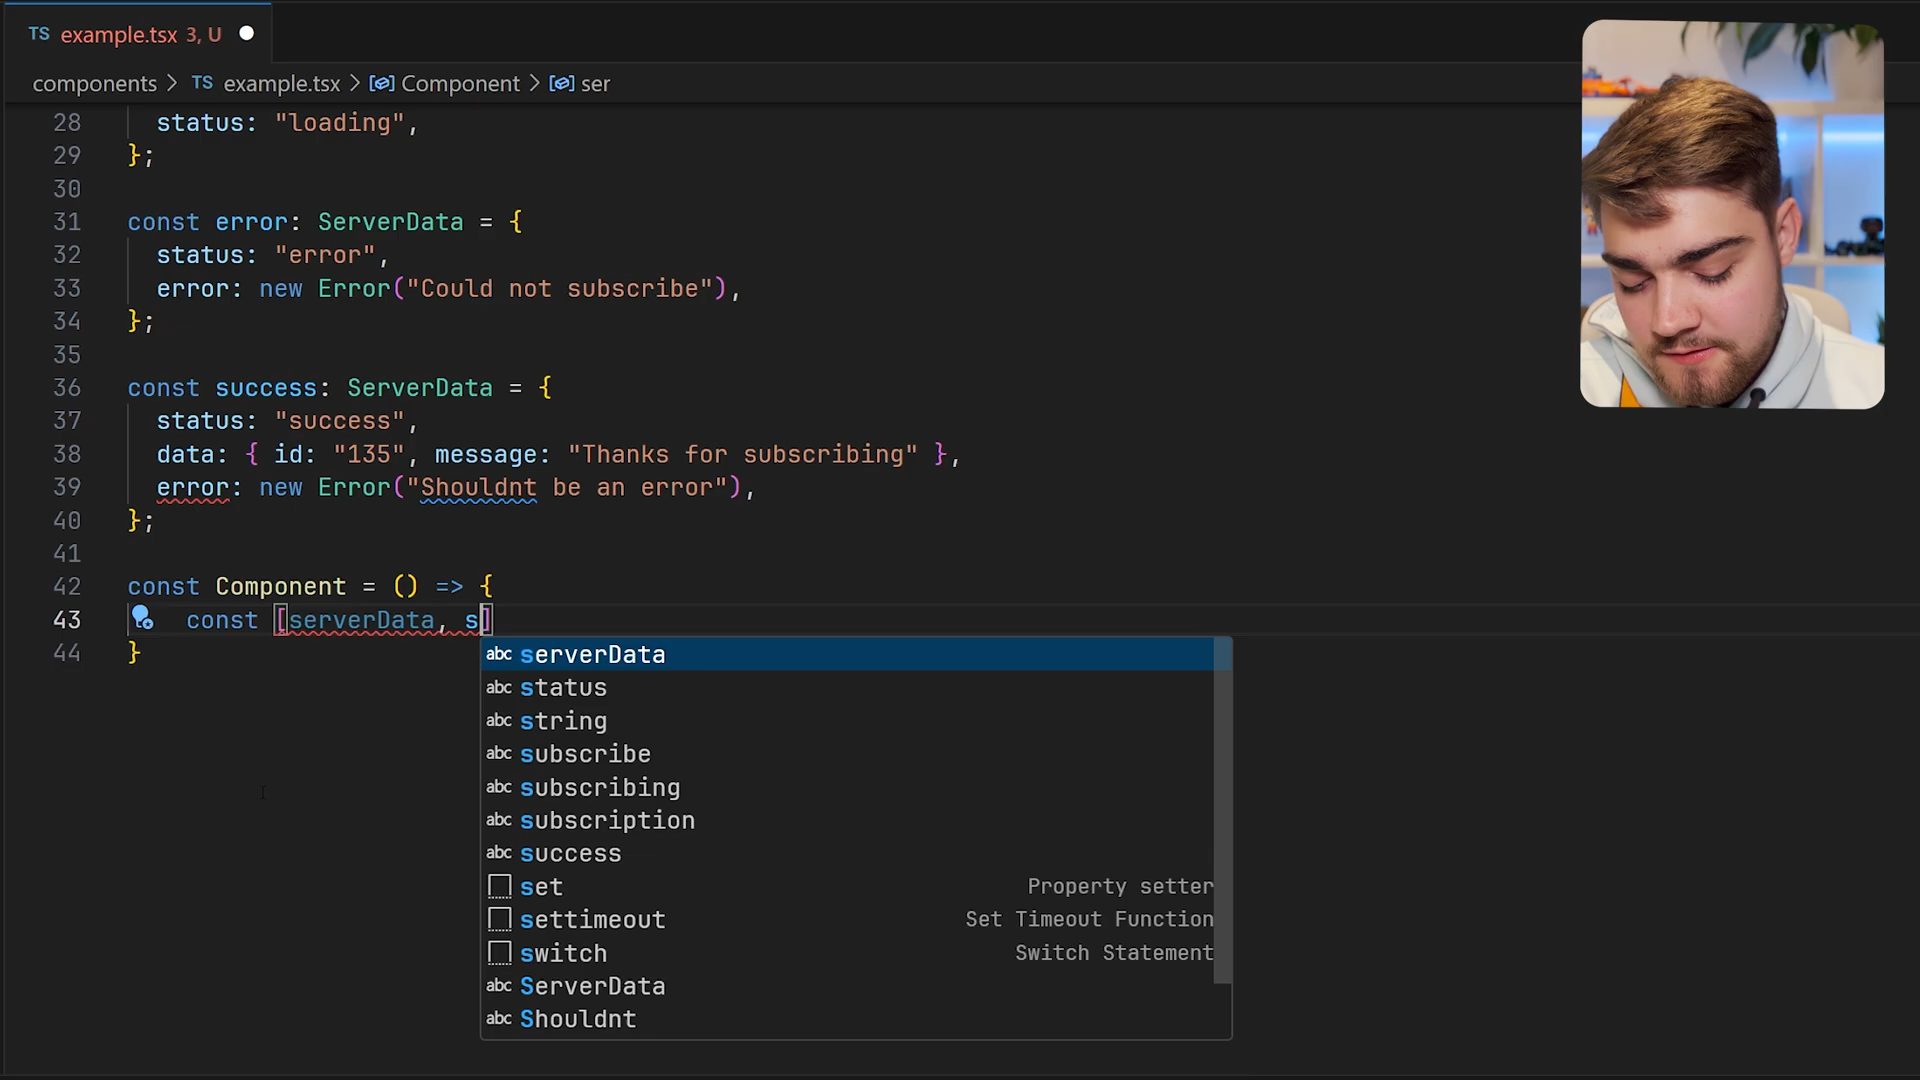 TS example.tsx 3, U
components > TS example.tsx > Component > ser
28 status: "loading",
29 };
30
31 const error: ServerData = {
32 status: "error",
33 error: new Error("Could not subscribe"),
34 };
35
36 const success: ServerData = {
37 status: "success",
38 data: { id: "135", message: "Thanks for subscribing" },
39 error: new Error("Shouldnt be an error"),
40 };
41
42 const Component = () => {
43 const [serverData, s]
44 }
abc serverData
abc status
abc string
abc subscribe
abc subscribing
abc subscription
abc success
set Property setter
settimeout Set Timeout Function
switch Switch Statement
abc ServerData
abc Shouldnt